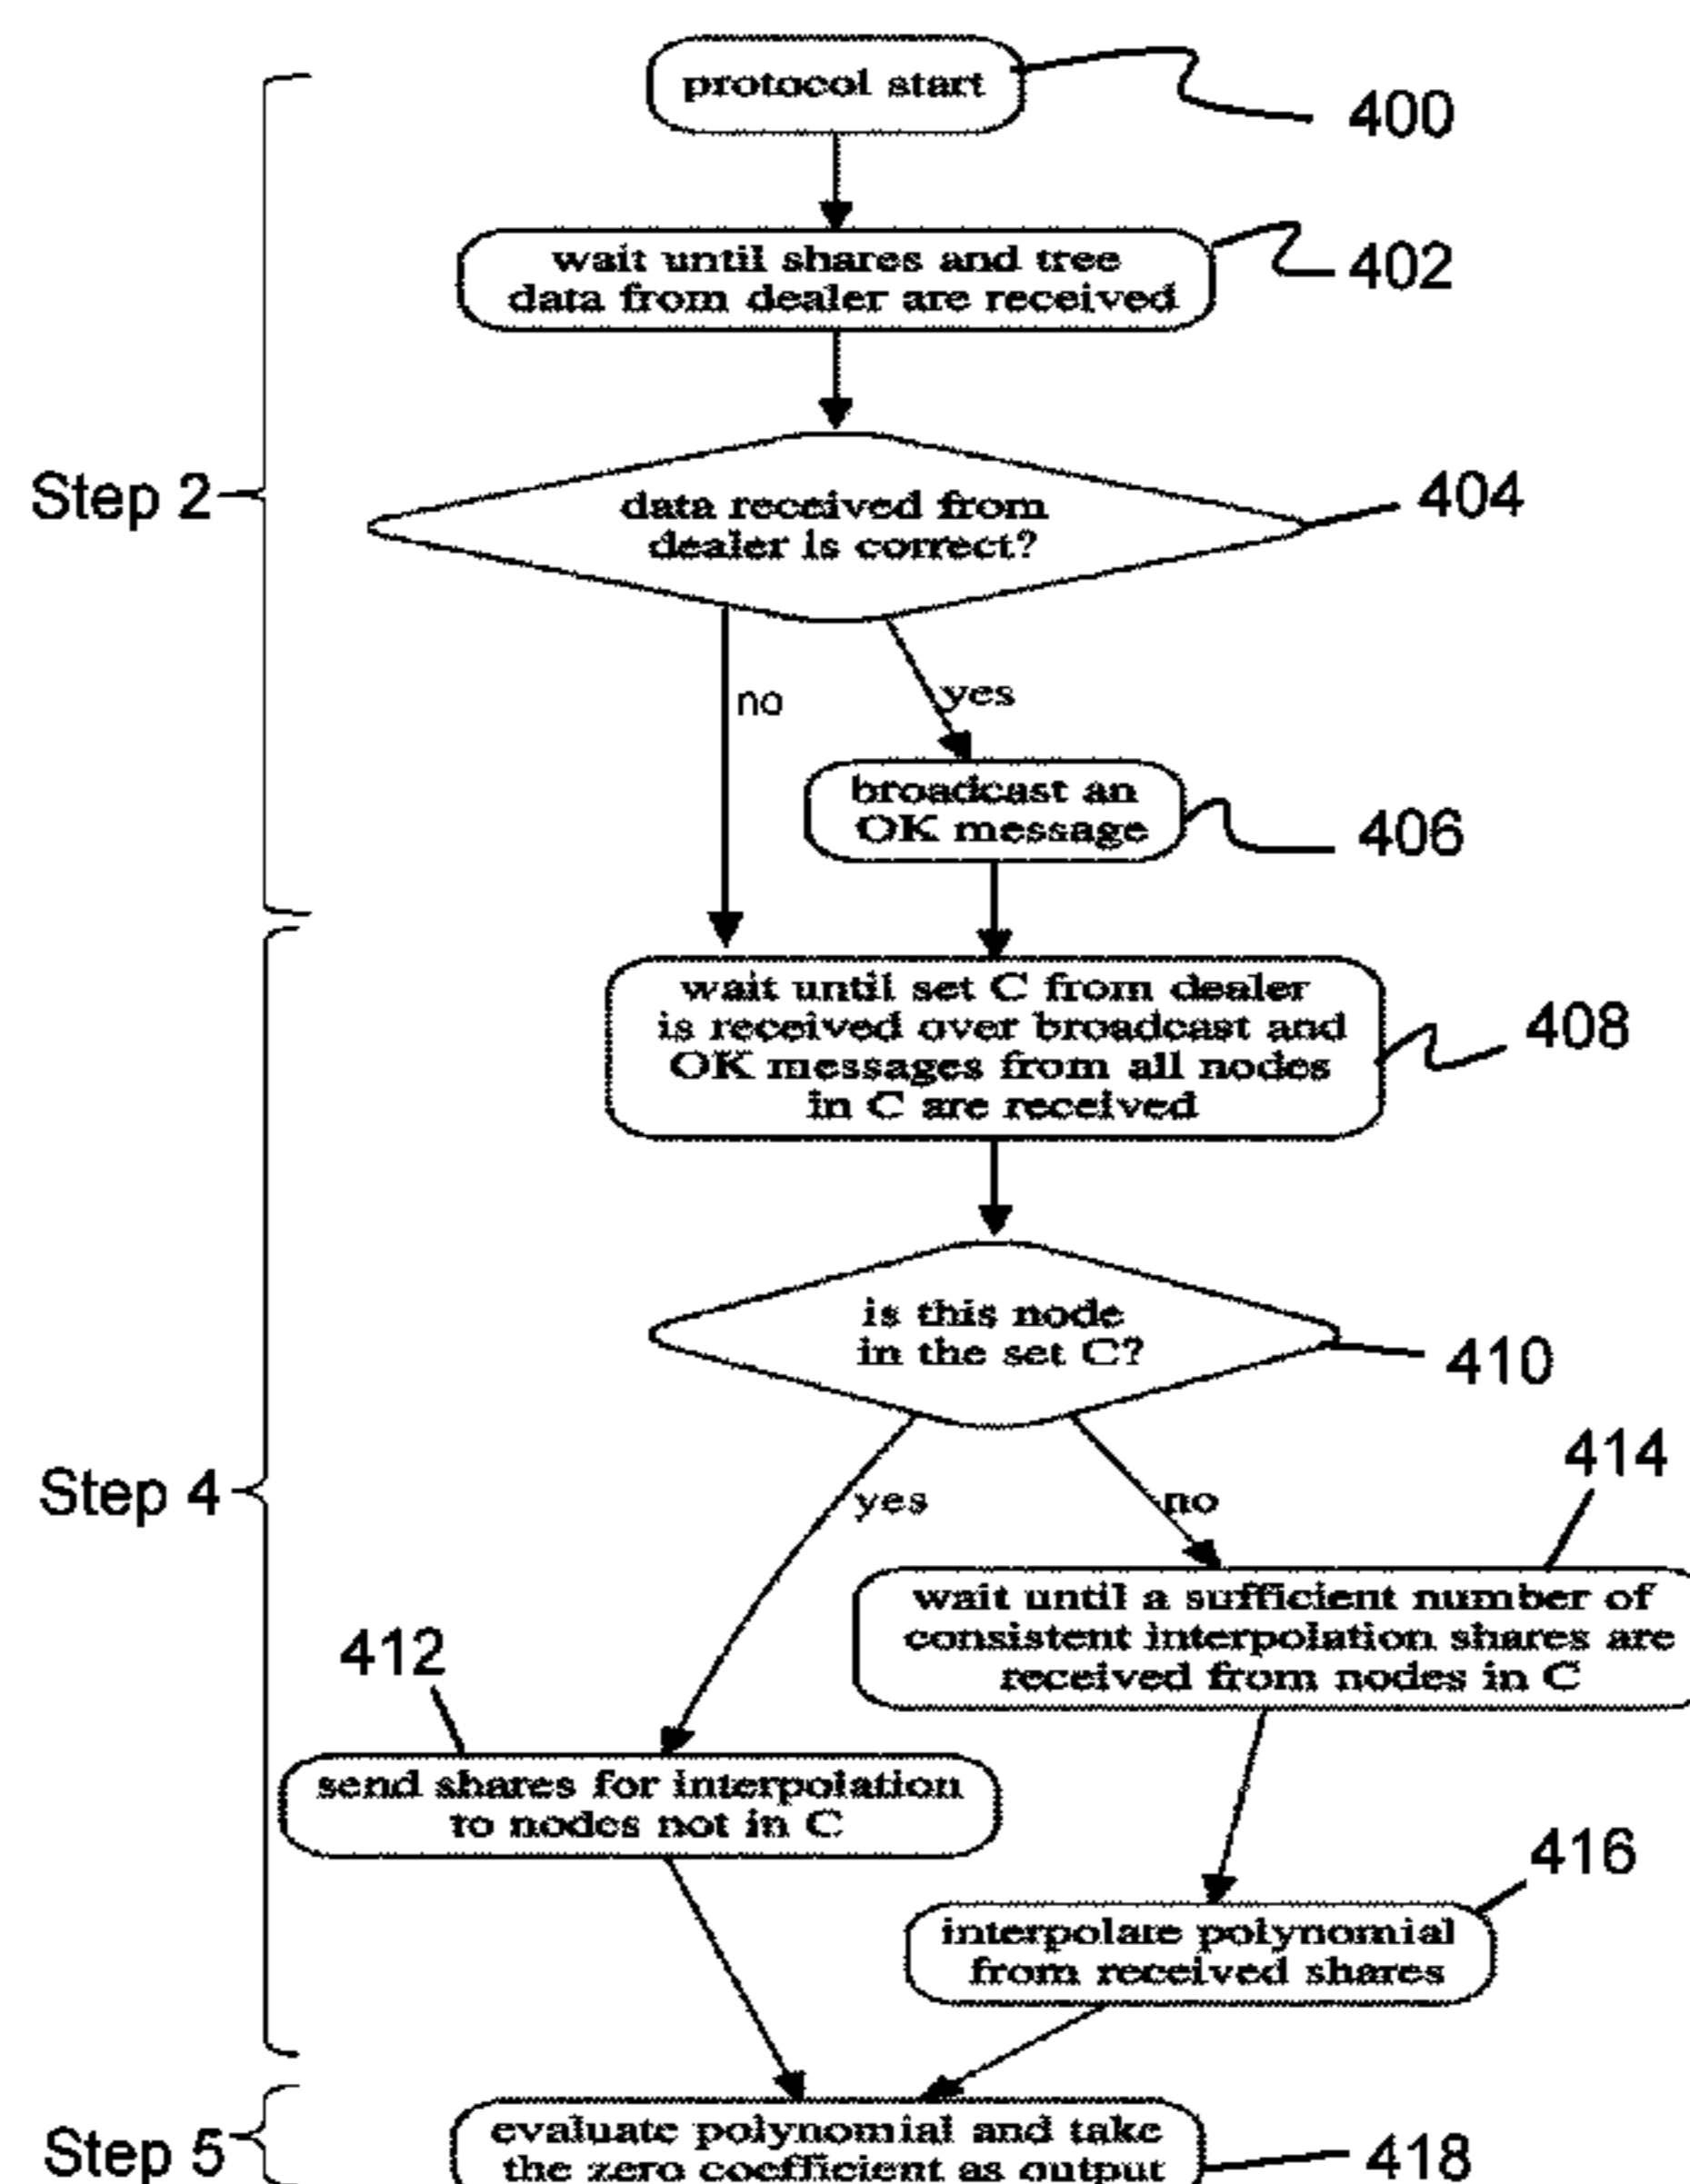 protocol start
400
wait until shares and tree
data from dealer are received
402
Step 2
data received from
dealer is correct?
404
no
yes
broadcast an
OK message
406
wait until set C from dealer
is received over broadcast and
OK messages from all nodes
in C are received
408
is this node
in the set C?
410
Step 4
yes
no
414
wait until a sufficient number of
consistent interpolation shares are
received from nodes in C
412
send shares for interpolation
to nodes not in C
416
interpolate polynomial
from received shares
Step 5
evaluate polynomial and take
the zero coefficient as output
418